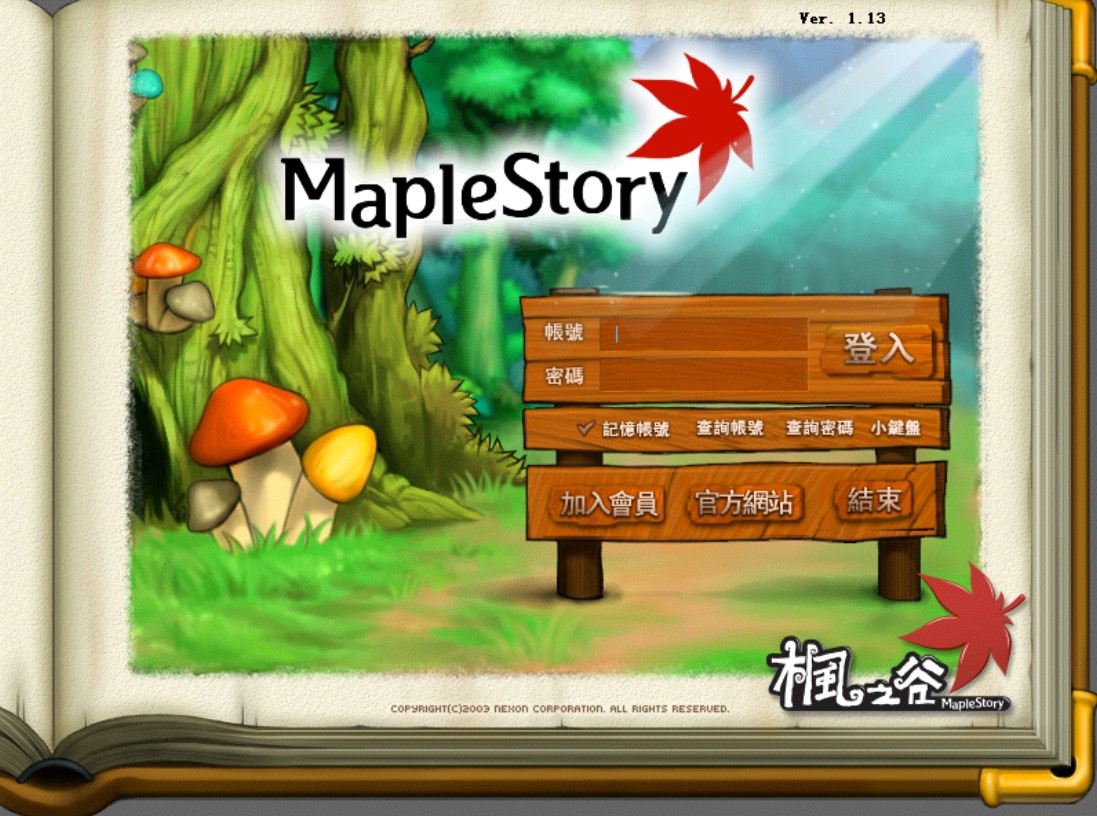 Ver. 1.13
MapleStory
帳號
登入
密碼
記憶帳號 查詢帳號 查詢密碼 小鍵盤
加入會員 官方網站 結束
楓之谷
MapleStory
COPYRIGHT(C)2003 NEXON CORPORATION. ALL RIGHTS RESERVED.